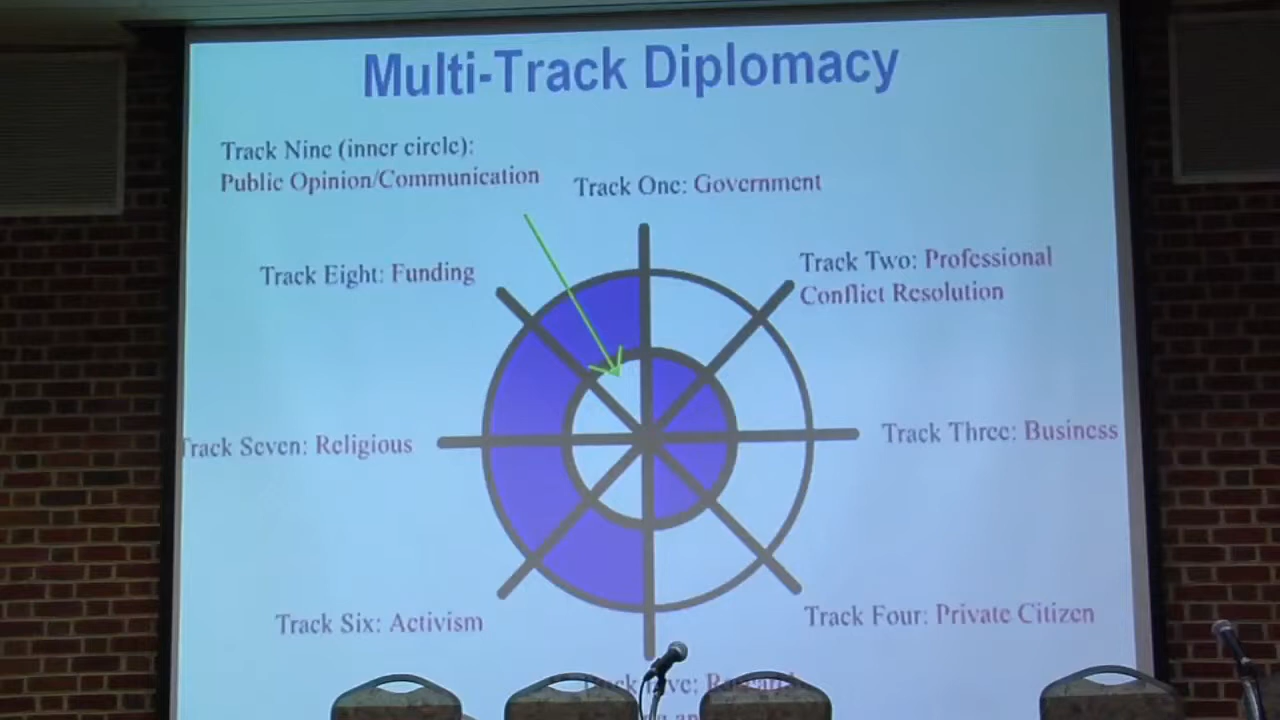 Multi-Track Diplomacy
Track Nine (inner circle):
Public Opinion/Communication
Track One: Government
Track Two: Professional
Conflict Resolution
Track Eight: Funding
Track Three: Business
Track Seven: Religious
Track Four: Private Citizen
Track Six: Activism